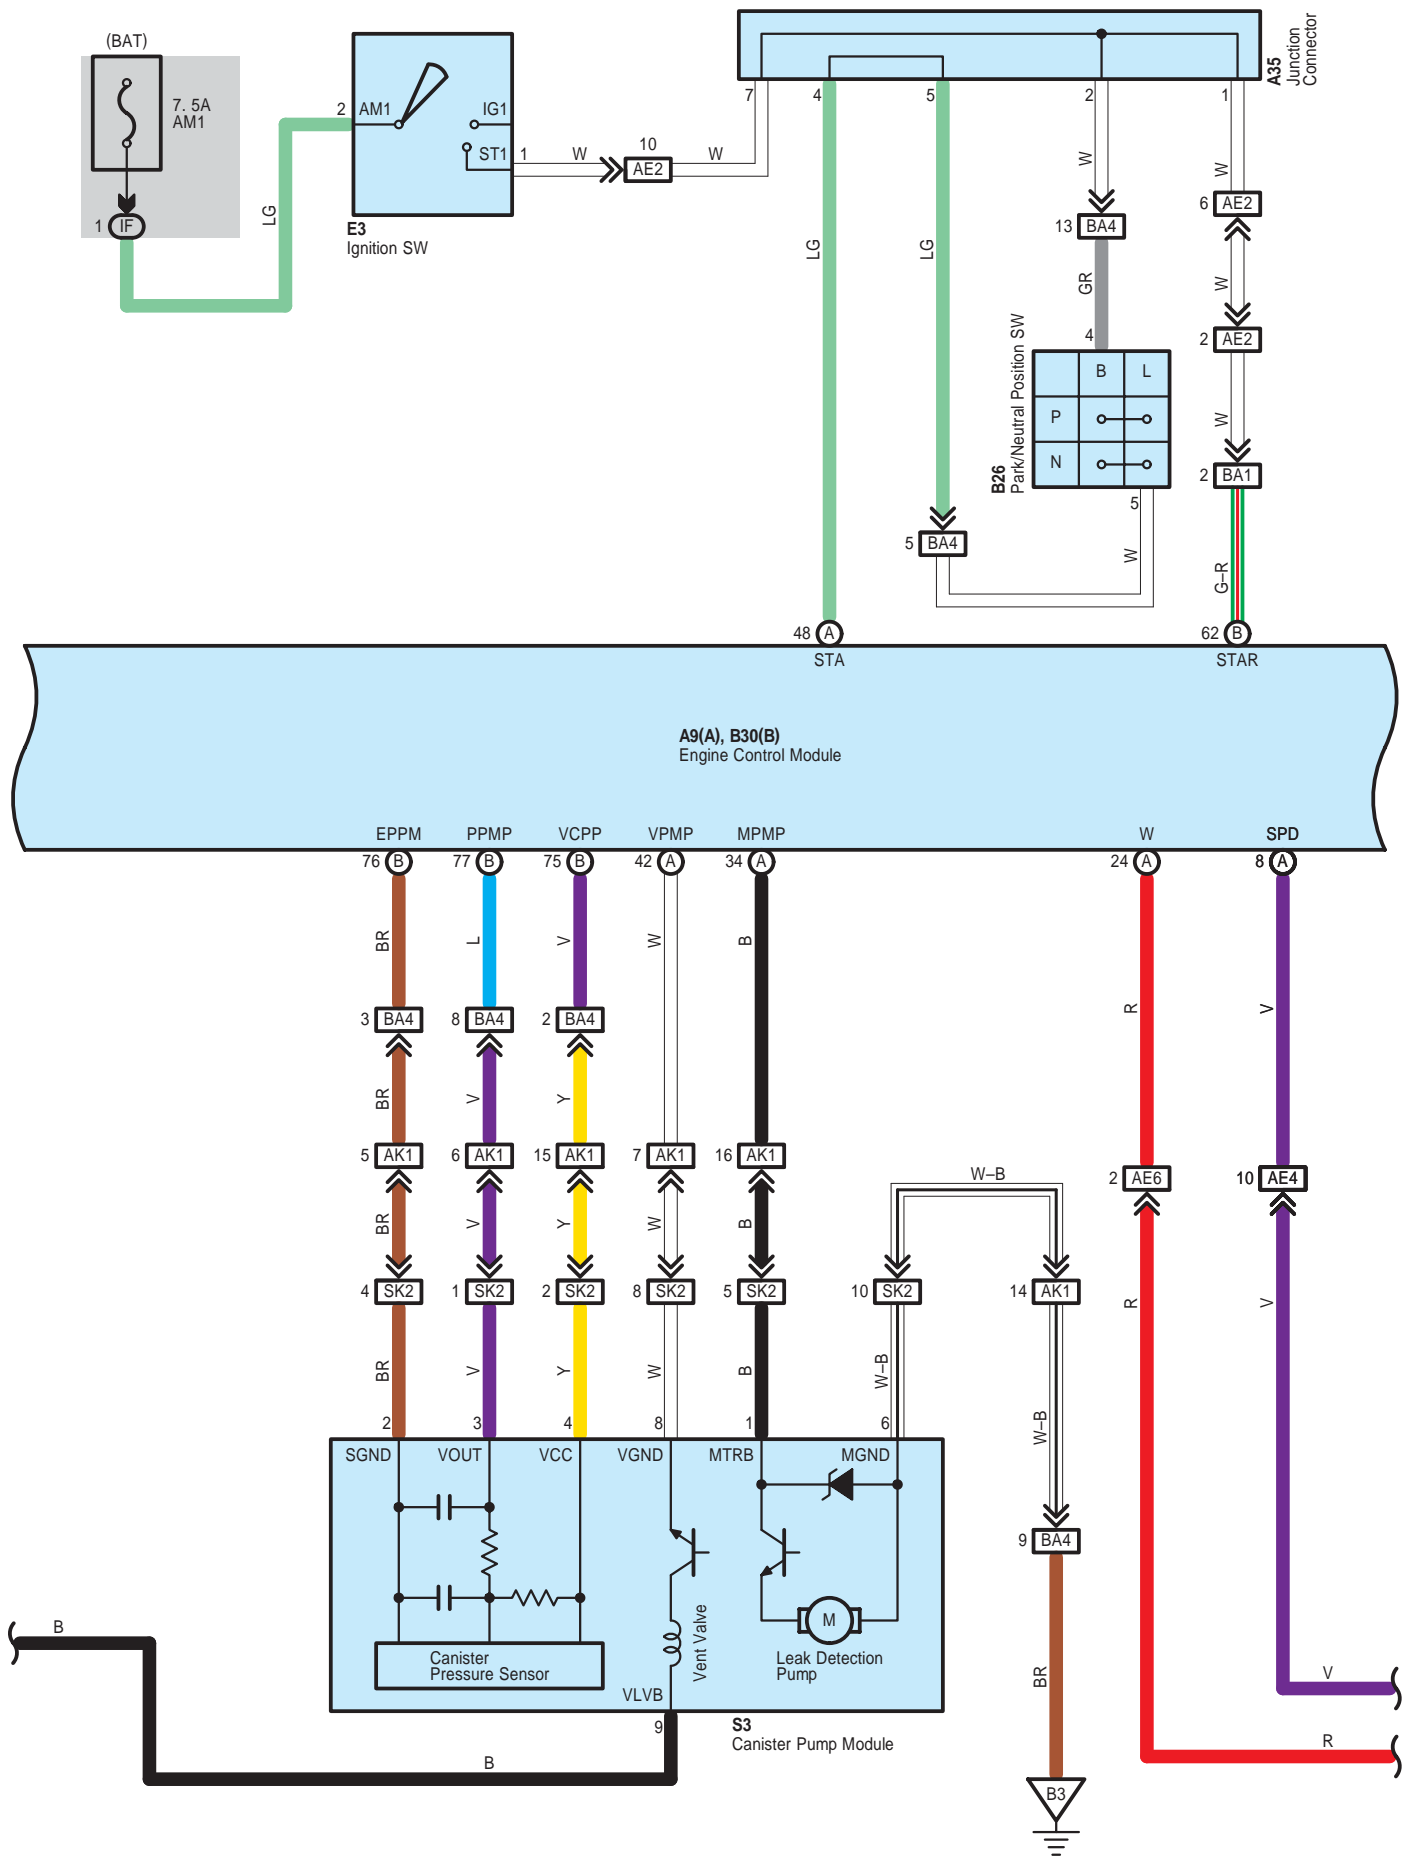 (BAT)
7. 5A
AM1
1 IF
LG
2 AM1
IG1
ST1
1
W
10
AE2
W
E3
Ignition SW
A35
Junction
Connector
7
4
5
2
1
LG
LG
W
W
13 BA4
6 AE2
GR
W
4
2 AE2
B26
Park/Neutral Position SW
B L
P
N
W
2 BA1
5
5 BA4
W
G–R
48 A
62 B
STA
STAR
A9(A), B30(B)
Engine Control Module
EPPM
PPMP
VCPP
VPMP
MPMP
W
SPD
76 B
77 B
75 B
42 A
34 A
24 A
8 A
BR
L
V
W
B
R
V
3 BA4
8 BA4
2 BA4
BR
V
Y
5 AK1
6 AK1
15 AK1
7 AK1
16 AK1
W–B
2 AE6
10 AE4
BR
V
Y
W
B
4 SK2
1 SK2
2 SK2
8 SK2
5 SK2
10 SK2
14 AK1
R
V
BR
V
Y
W
B
W–B
W–B
2
3
4
8
1
6
SGND
VOUT
VCC
VGND
MTRB
MGND
9 BA4
M
Canister
Pressure Sensor
Vent Valve
Leak Detection
Pump
VLVB
9
S3
Canister Pump Module
B
B
BR
B3
V
R